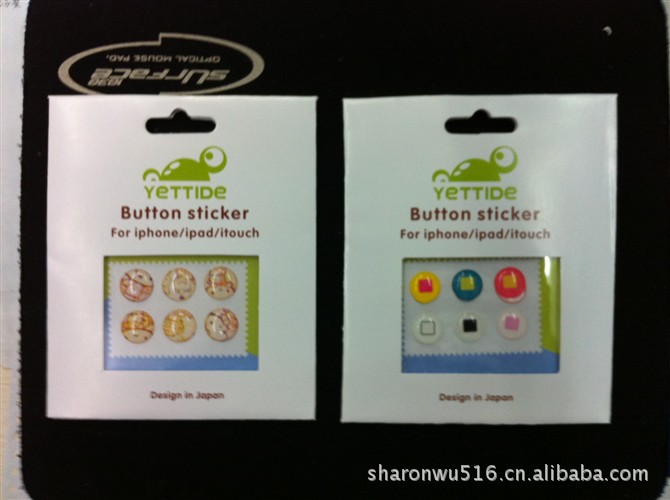 surface
1030
OPTICAL MOUSE PAD.
YETTIDE
Button sticker
For iphone/ipad/itouch
Design in Japan
YETTIDE
Button sticker
For iphone/ipad/itouch
Design in Japan
sharonwu516.cn.alibaba.com